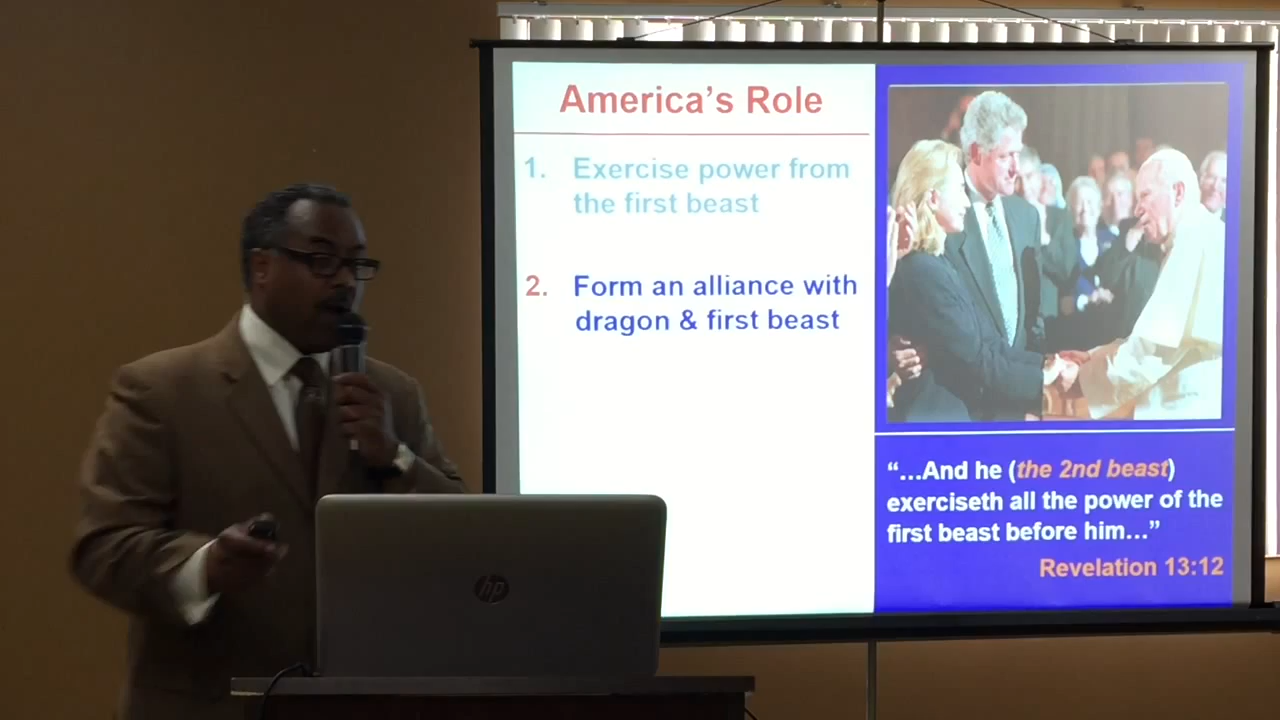 America's Role
1. Exercise power from
the first beast
2. Form an alliance with
dragon & first beast
“…And he (the 2nd beast)
exerciseth all the power of the
first beast before him…”
Revelation 13:12
hp